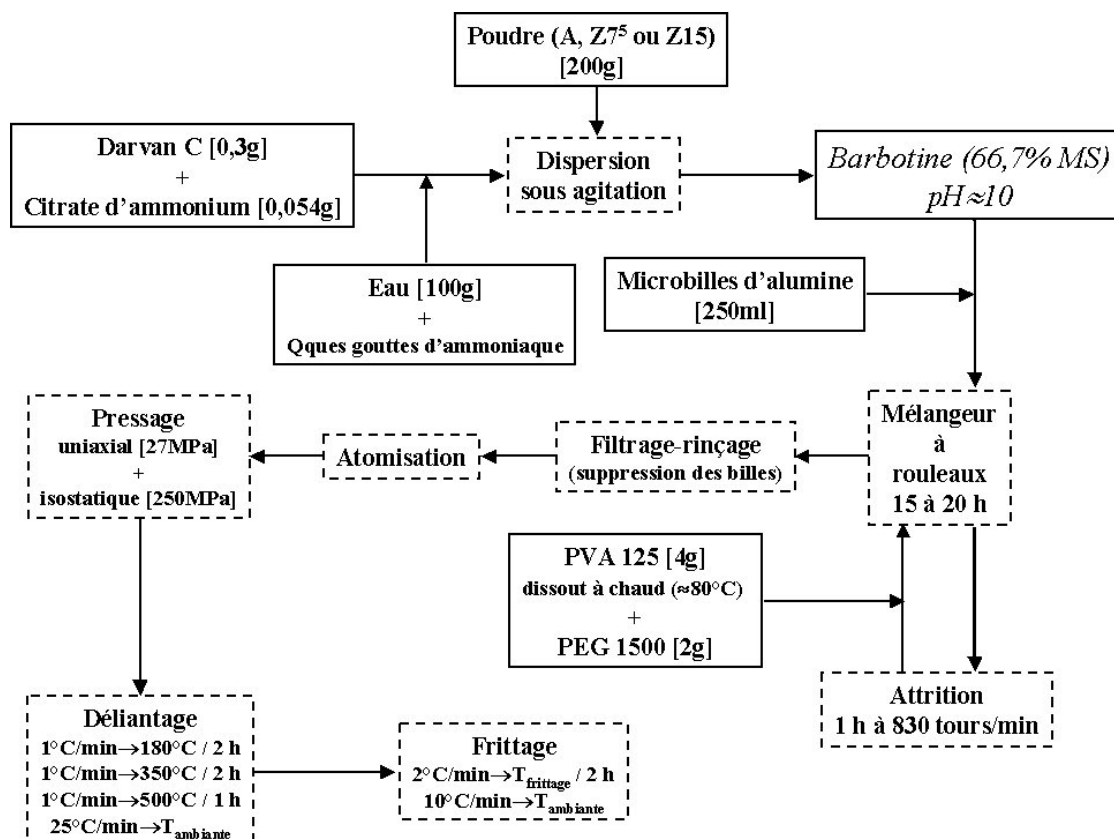 Poudre (A, Z7⁵ ou Z15)
[200g]
Darvan C [0,3g]
+
Citrate d'ammonium [0,054g]
Dispersion
sous agitation
Barbotine (66,7% MS)
pH≈10
Eau [100g]
+
Qques gouttes d'ammoniaque
Microbilles d'alumine
[250ml]
Pressage
uniaxial [27MPa]
+
isostatique [250MPa]
Atomisation
Filtrage-rinçage
(suppression des billes)
Mélangeur
à
rouleaux
15 à 20 h
PVA 125 [4g]
dissout à chaud (≈80°C)
+
PEG 1500 [2g]
Attrition
1 h à 830 tours/min
Déliantage
1°C/min→180°C / 2 h
1°C/min→350°C / 2 h
1°C/min→500°C / 1 h
25°C/min→Tambiante
Frittage
2°C/min→Tfrittage / 2 h
10°C/min→Tambiante